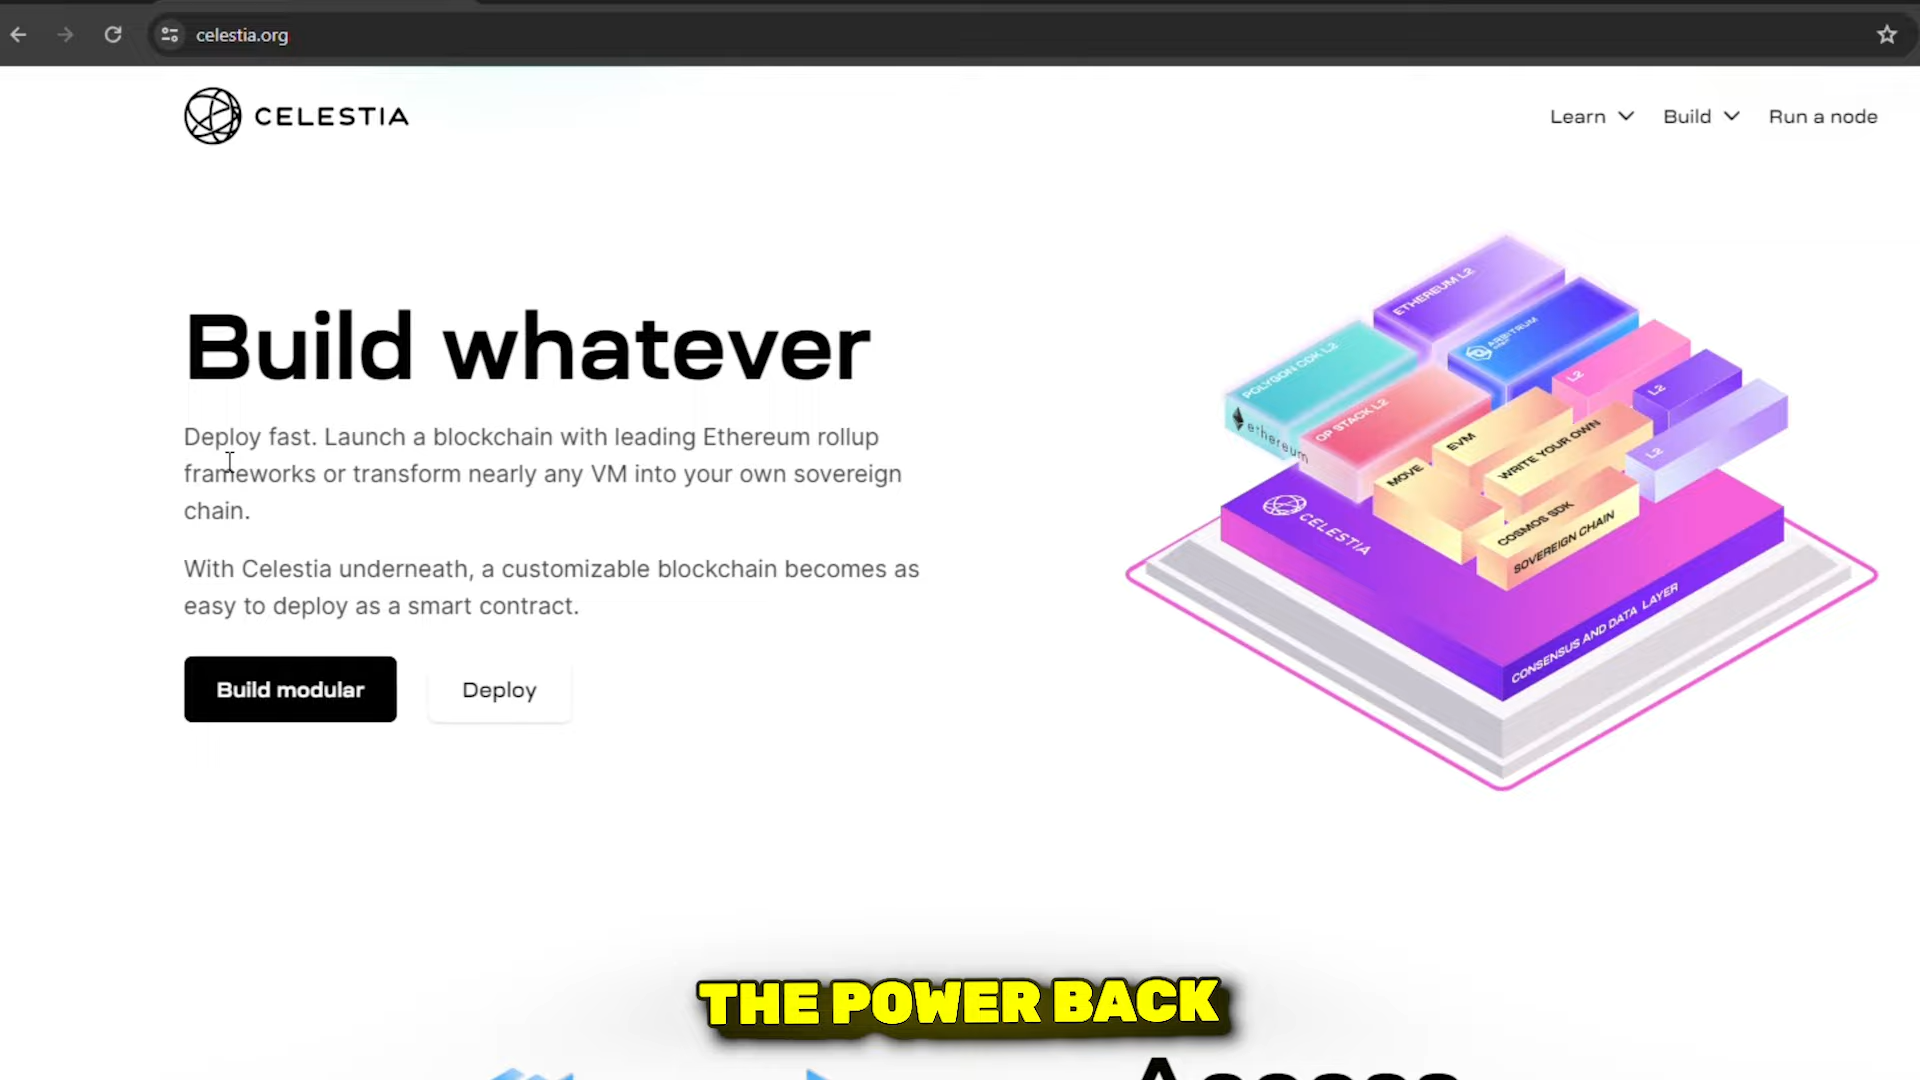 celestia.org
CELESTIA
Learn
Build
Run a node
Build whatever
Deploy fast. Launch a blockchain with leading Ethereum rollup
frameworks or transform nearly any VM into your own sovereign
chain.
With Celestia underneath, a customizable blockchain becomes as
easy to deploy as a smart contract.
Build modular
Deploy
ETHEREUM L2
ARBITRUM
POLYGON CDK L2
ethereum
OP STACK L2
L2
L2
L2
EVM
MOVE
WRITE YOUR OWN
COSMOS SDK
SOVEREIGN CHAIN
CELESTIA
CONSENSUS AND DATA LAYER
THE POWER BACK